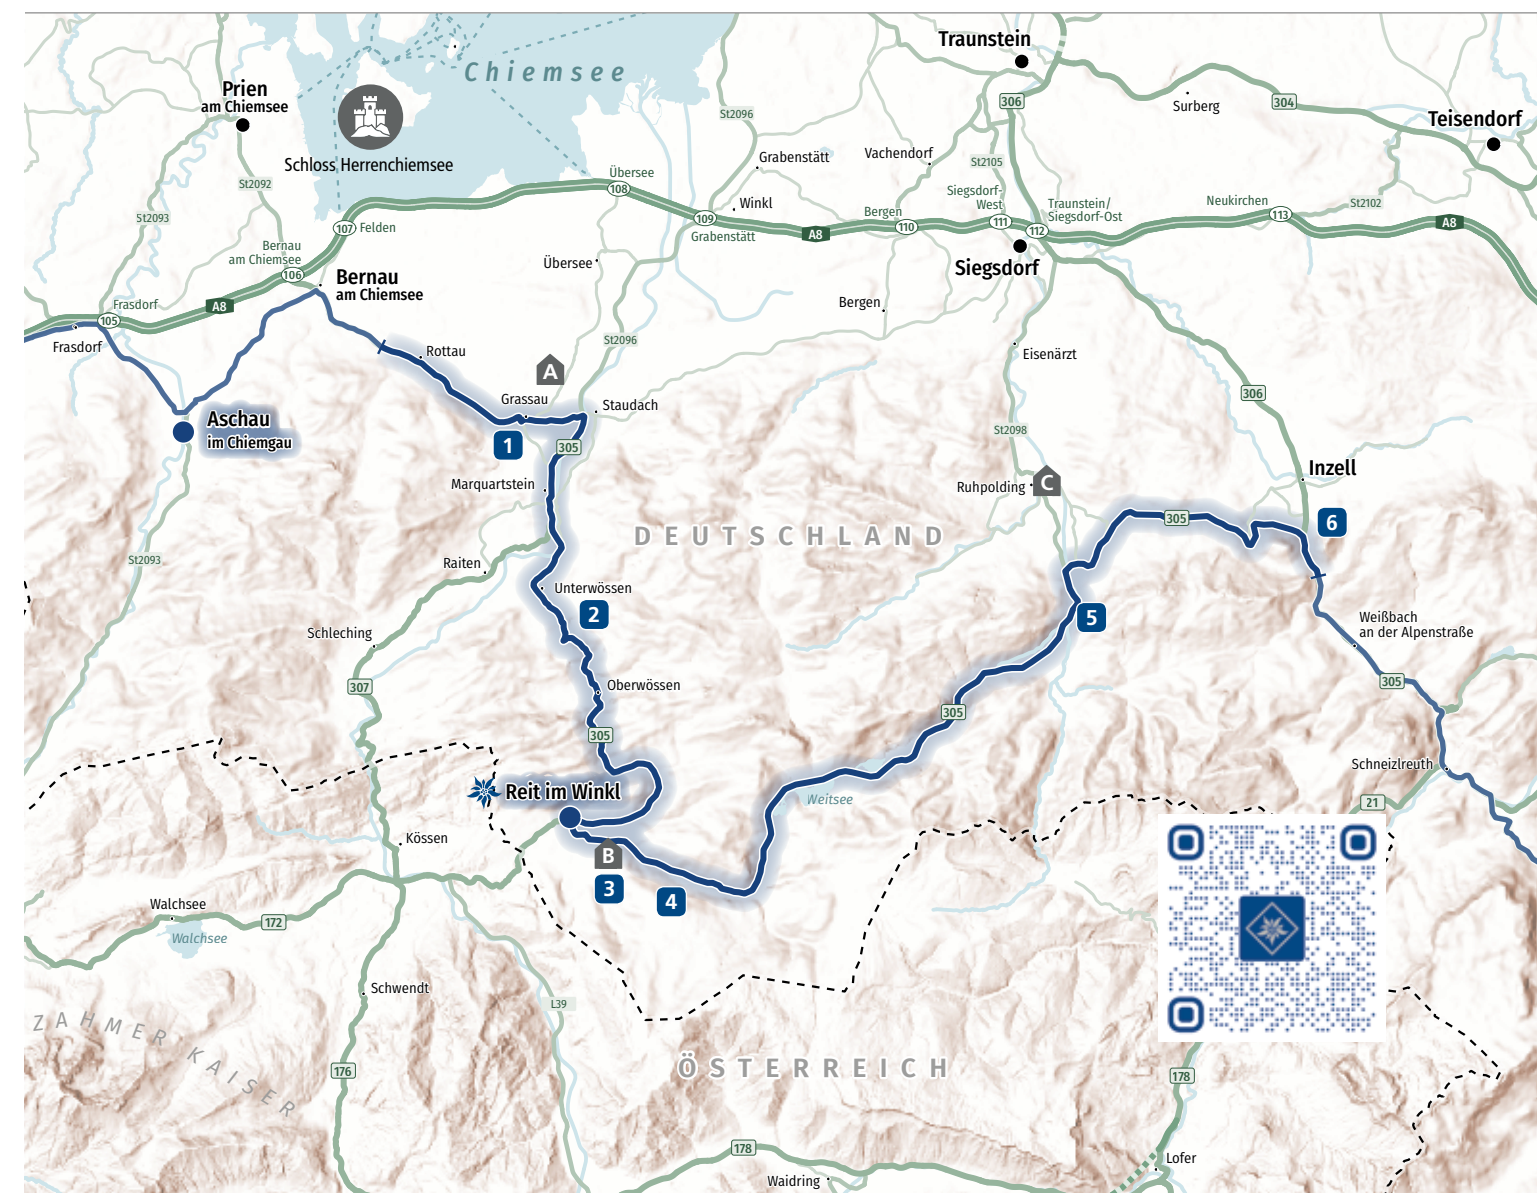 Chiemsee
Traunstein
Prien
am Chiemsee
Schloss Herrenchiemsee
306
304
Surberg
Teisendorf
St2096
Grabenstätt
Vachendorf
St2105
St2092
St2093
Übersee
108
107
Felden
109
Grabenstätt
Winkl
A8
Bergen
110
Siegsdorf-
West
111
112
Traunstein/
Siegsdorf-Ost
Neukirchen
113
St2102
A8
Siegsdorf
Bernau
am Chiemsee
106
Bernau
am Chiemsee
Übersee
Bergen
A8
Frasdorf
105
Frasdorf
Rottau
St2096
Eisenärzt
A
Grassau
Staudach
306
Aschau
im Chiemgau
1
305
St2098
Marquartstein
Ruhpolding
C
Inzell
DEUTSCHLAND
305
6
St2093
Raiten
Unterwössen
2
5
Weißbach
an der Alpenstraße
Schleching
307
Oberwössen
305
305
305
Schneizlreuth
Reit im Winkl
Weitsee
21
Kössen
B
3
4
Walchsee
172
Walchsee
Schwendt
L39
ZAHMER KAISER
176
ÖSTERREICH
178
178
Lofer
Waidring